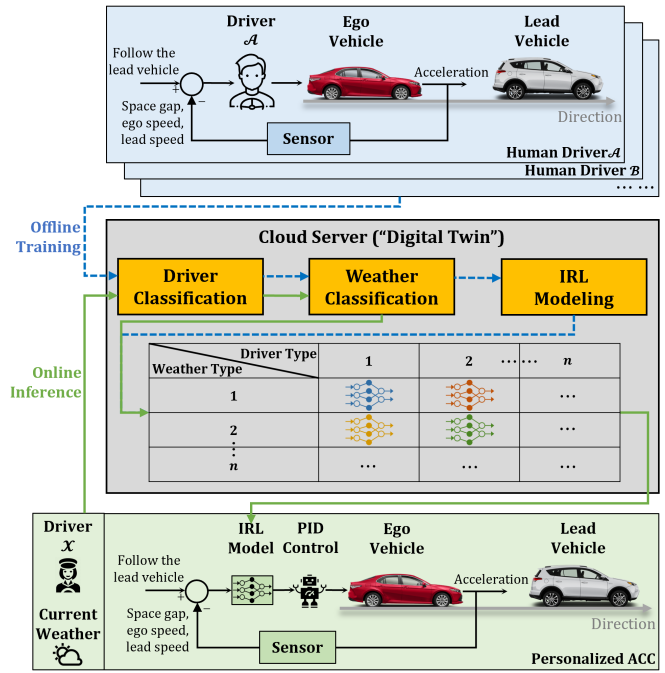 Driver
𝒜
Ego
Vehicle
Lead
Vehicle
Follow the
lead vehicle
+
−
Acceleration
Space gap,
ego speed,
lead speed
Sensor
Direction
Human Driver𝒜
Human Driver ℬ
... ...
Offline
Training
Cloud Server (“Digital Twin”)
Driver
Classification
Weather
Classification
IRL
Modeling
Online
Inference
Driver Type
Weather Type
1
2
... ...
n
1
...
2
...
⋮
n
...
...
...
Driver
𝒳
Current
Weather
IRL
Model
PID
Control
Ego
Vehicle
Lead
Vehicle
Follow the
lead vehicle
+
−
Acceleration
Space gap,
ego speed,
lead speed
Sensor
Direction
Personalized ACC